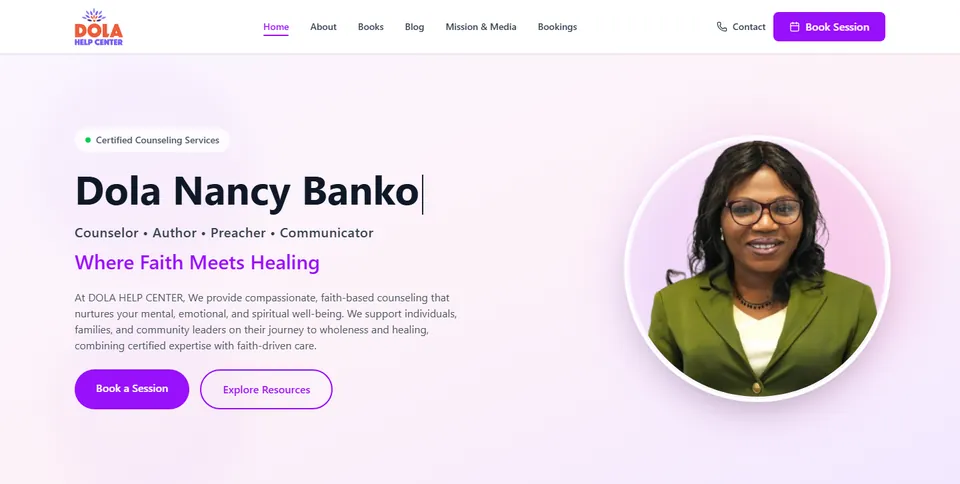 DOLA
HELP CENTER
Home
About
Books
Blog
Mission & Media
Bookings
Contact
Book Session
Certified Counseling Services
Dola Nancy Banko
Counselor • Author • Preacher • Communicator
Where Faith Meets Healing
At DOLA HELP CENTER, We provide compassionate, faith-based counseling that
nurtures your mental, emotional, and spiritual well-being. We support individuals,
families, and community leaders on their journey to wholeness and healing,
combining certified expertise with faith-driven care.
Book a Session
Explore Resources